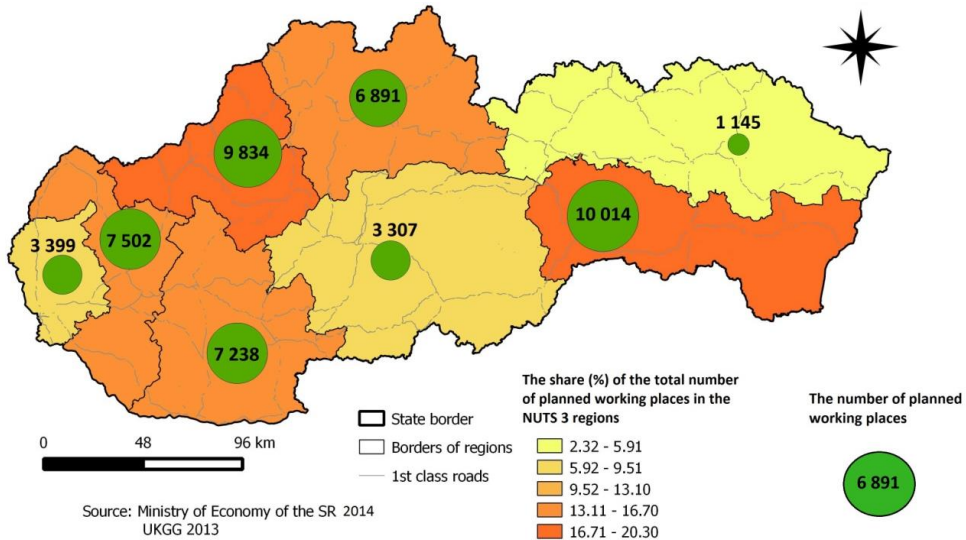 6 891
1 145
9 834
10 014
3 399
7 502
3 307
7 238
The share (%) of the total number
of planned working places in the
NUTS 3 regions
2.32 - 5.91
5.92 - 9.51
9.52 - 13.10
13.11 - 16.70
16.71 - 20.30
The number of planned
working places
6 891
State border
Borders of regions
1st class roads
0 48 96 km
Source: Ministry of Economy of the SR 2014
UKGG 2013